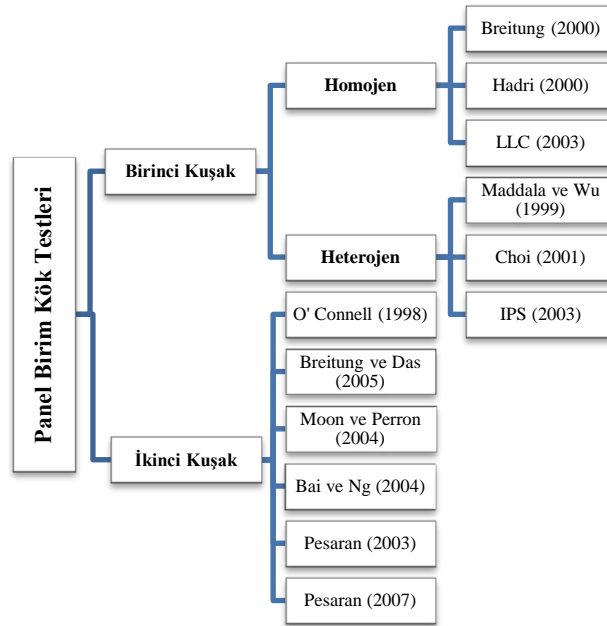 Panel Birim Kök Testleri
Birinci Kuşak
Homojen
Breitung (2000)
Hadri (2000)
LLC (2003)
Heterojen
Maddala ve Wu
(1999)
Choi (2001)
IPS (2003)
İkinci Kuşak
O' Connell (1998)
Breitung ve Das
(2005)
Moon ve Perron
(2004)
Bai ve Ng (2004)
Pesaran (2003)
Pesaran (2007)